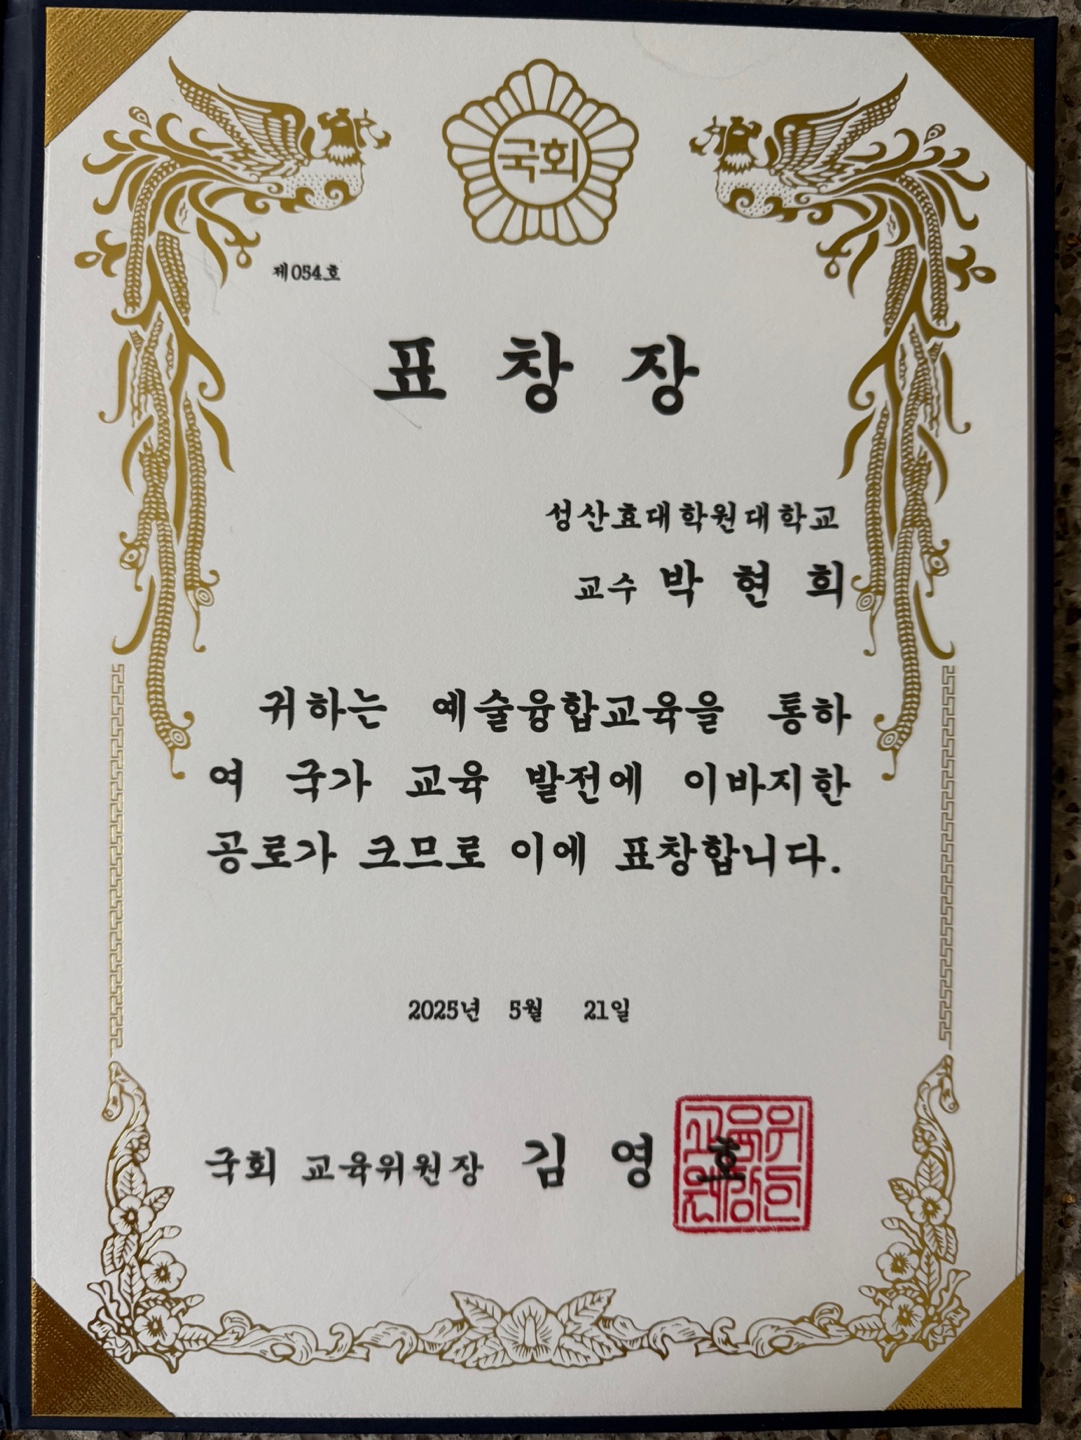 국회
제054호
표 창 장
성산효대학원대학교
교수 박 현 희
귀하는 예술융합교육을 통하
여 국가 교육 발전에 이바지한
공로가 크므로 이에 표창합니다.
2025년 5월 21일
국회 교육위원장 김 영 호